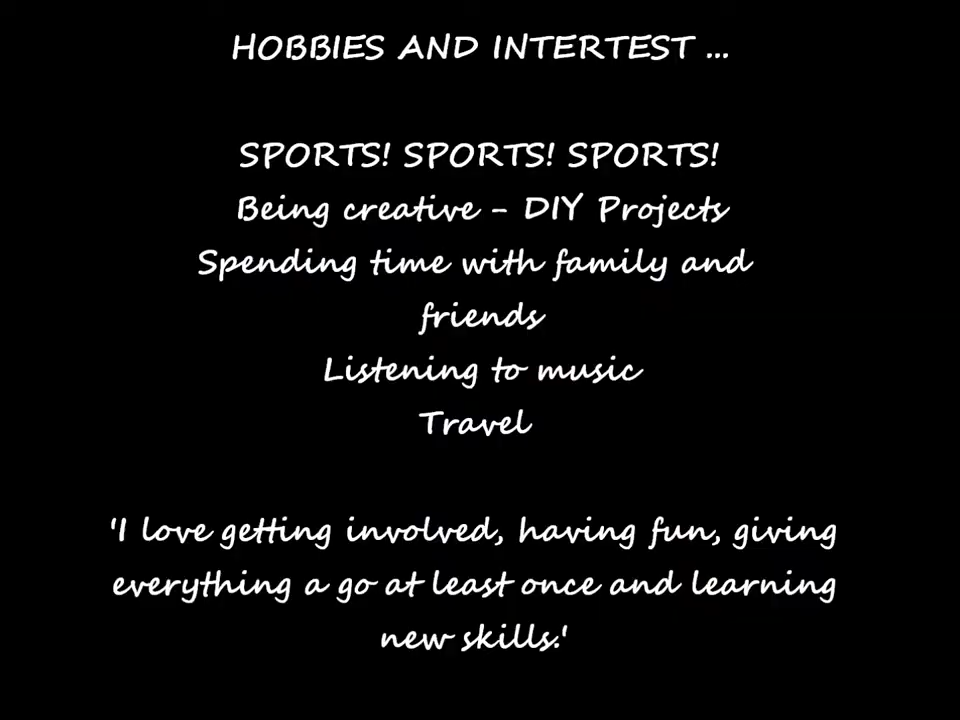 HOBBIES AND INTERTEST ...
SPORTS! SPORTS! SPORTS!
Being creative - DIY Projects
Spending time with family and
friends
Listening to music
Travel
'I love getting involved, having fun, giving
everything a go at least once and learning
new skills.'